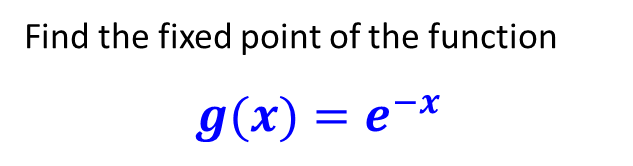 Find the fixed point of the function
g(x) = e⁻ˣ